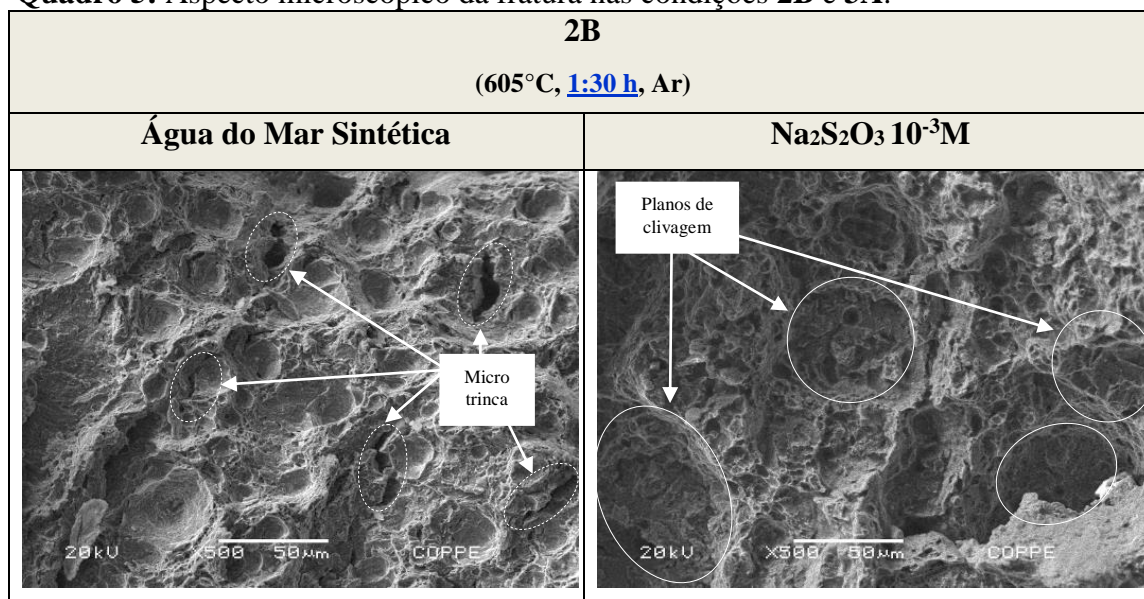 Quadro 3: Aspecto microscópico da fratura nas condições 2B e 3A.
2B
(605°C, 1:30 h, Ar)
Água do Mar Sintética
Na₂S₂O₃ 10⁻³M
Micro
trinca
20kV X500 50µm COPPE
Planos de
clivagem
20kV X500 50µm COPPE